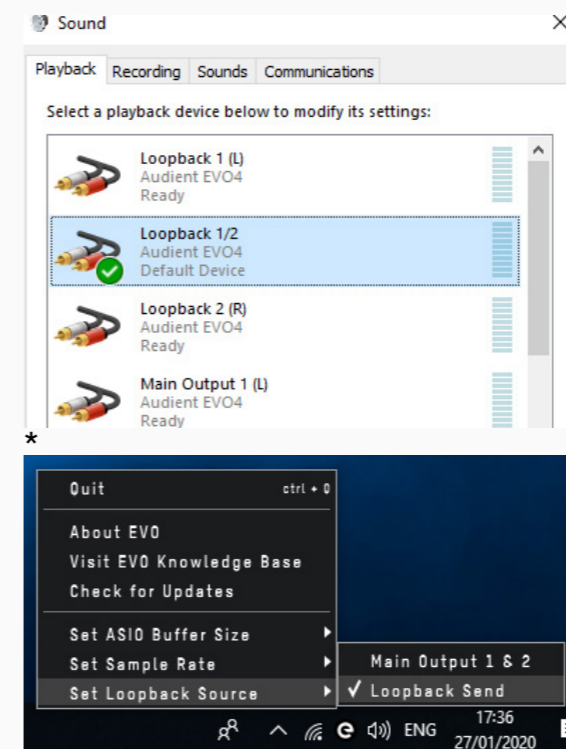 Sound
Playback Recording Sounds Communications
Select a playback device below to modify its settings:
Loopback 1 (L)
Audient EVO4
Ready
Loopback 1/2
Audient EVO4
Default Device
Loopback 2 (R)
Audient EVO4
Ready
Main Output 1 (L)
Audient EVO4
Ready
*
Quit ctrl + Q
About EVO
Visit EVO Knowledge Base
Check for Updates
Set ASIO Buffer Size
Set Sample Rate
Set Loopback Source
Main Output 1 & 2
✓ Loopback Send
ENG
17:36
27/01/2020